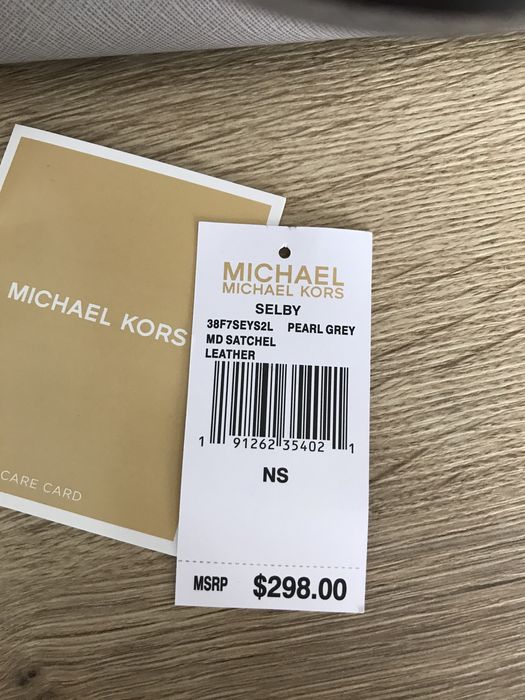 MICHAEL KORS
CARE CARD
MICHAEL
MICHAEL KORS
SELBY
38F7SEYS2L PEARL GREY
MD SATCHEL
LEATHER
1 91262 35402 1
NS
MSRP $298.00